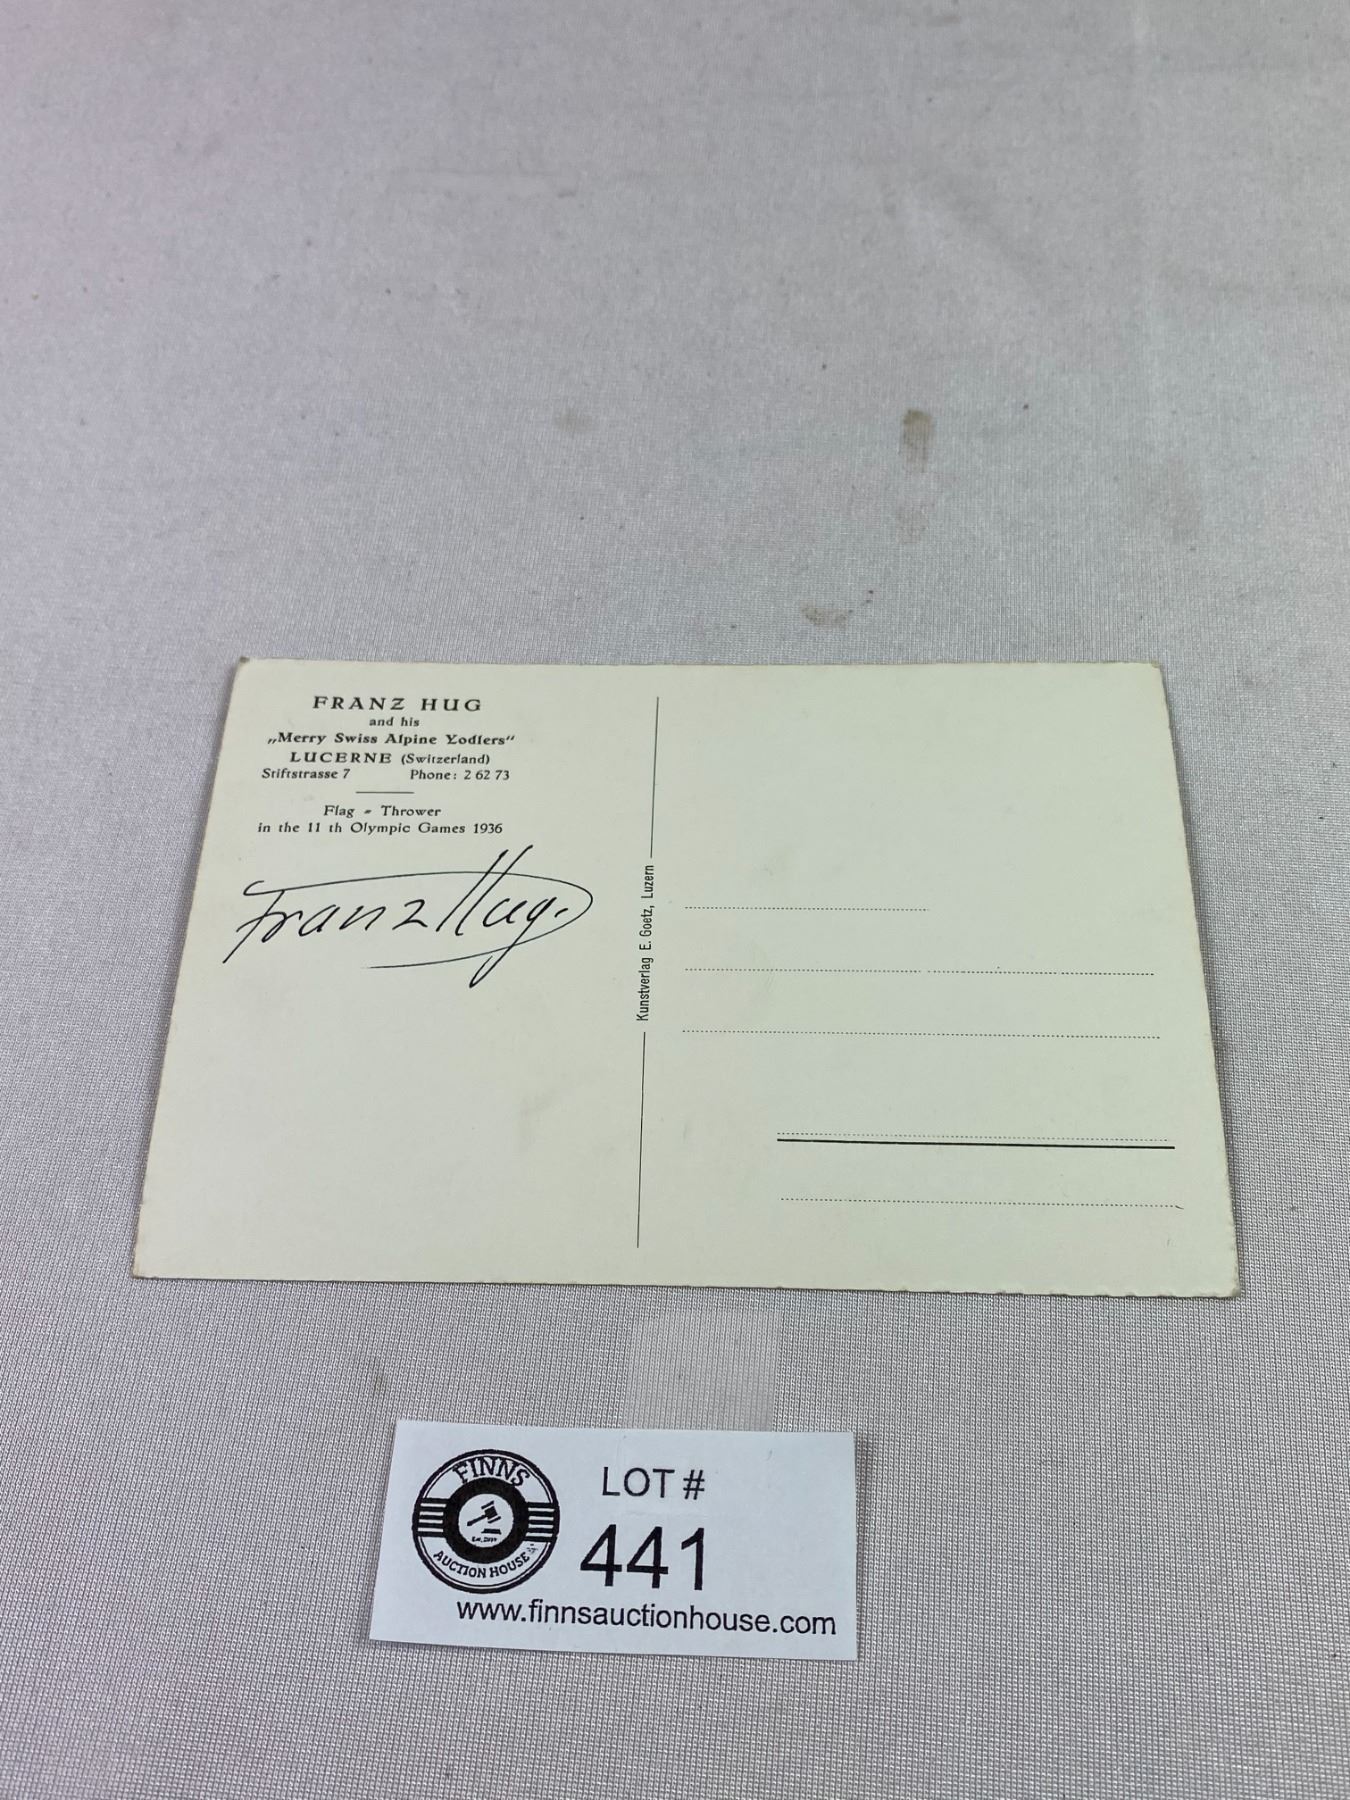 FRANZ HUG
and his
„Merry Swiss Alpine Yodlers“
LUCERNE (Switzerland)
Stiftstrasse 7 Phone: 2 62 73
Flag - Thrower
in the 11 th Olympic Games 1936
Franz Hug.
Kunstverlag E. Goetz, Luzern
FINNS
AUCTION HOUSE
LOT #
441
www.finnsauctionhouse.com